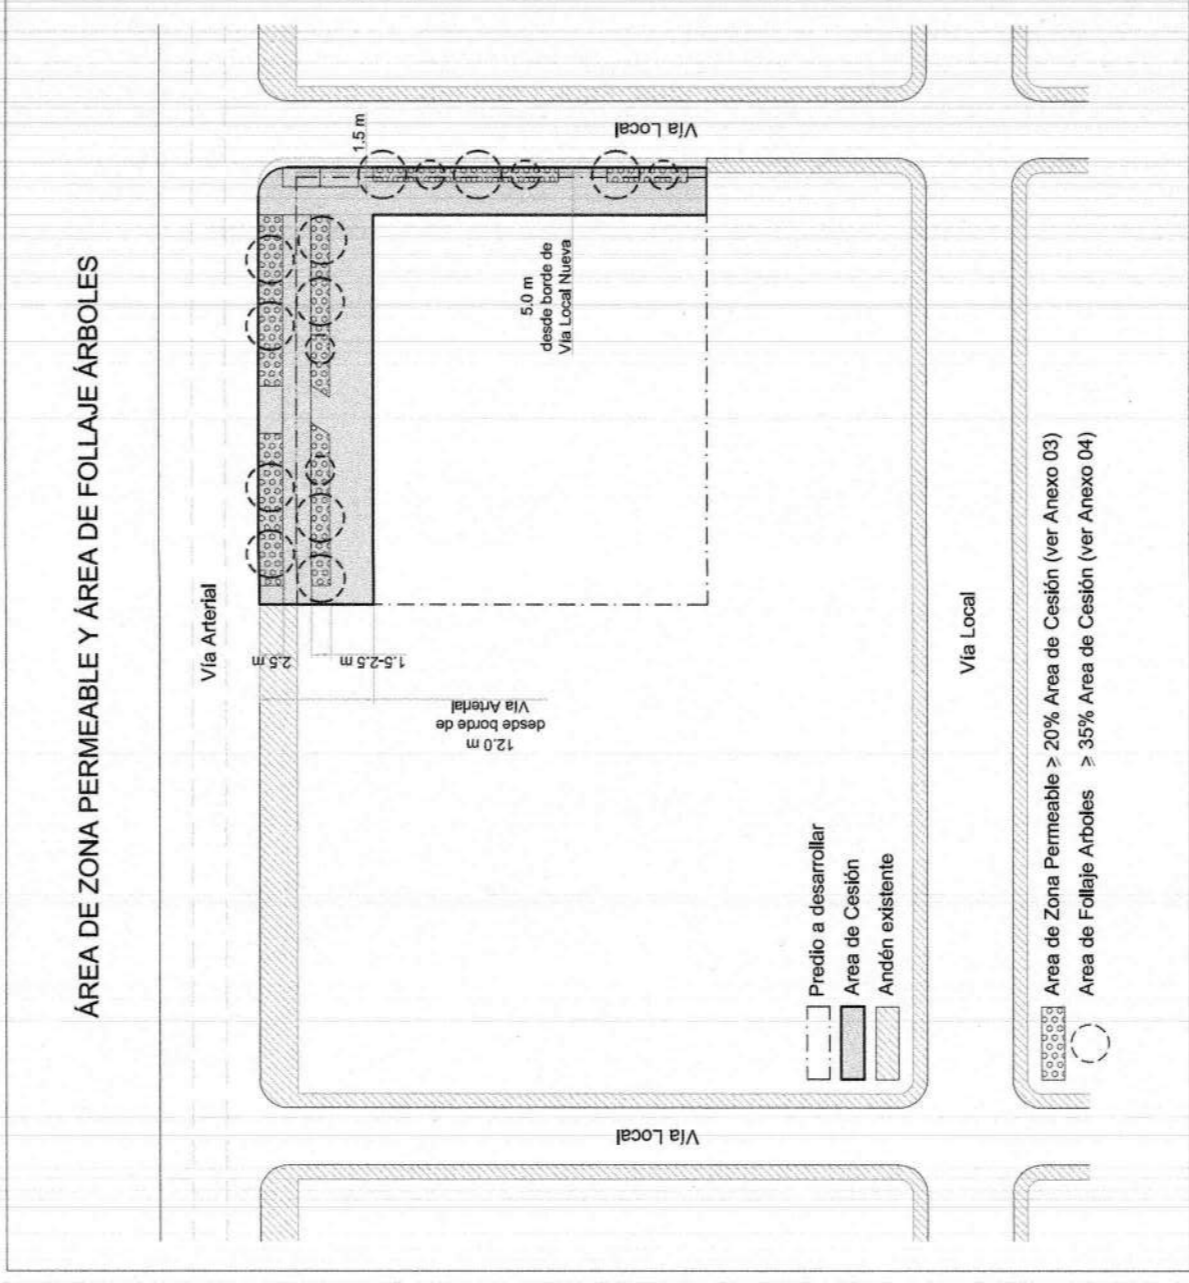 ÁREA DE ZONA PERMEABLE Y ÁREA DE FOLLAJE ÁRBOLES
Vía Arterial
2.5 m
1.5-2.5 m
12.0 m
desde borde de
Vía Arterial
1.5 m
5.0 m
desde borde de
Vía Local Nueva
Vía Local
Vía Local
Vía Local
Predio a desarrollar
Area de Cesión
Andén existente
Area de Zona Permeable ⩾ 20% Area de Cesión (ver Anexo 03)
Area de Follaje Arboles ⩾ 35% Area de Cesión (ver Anexo 04)